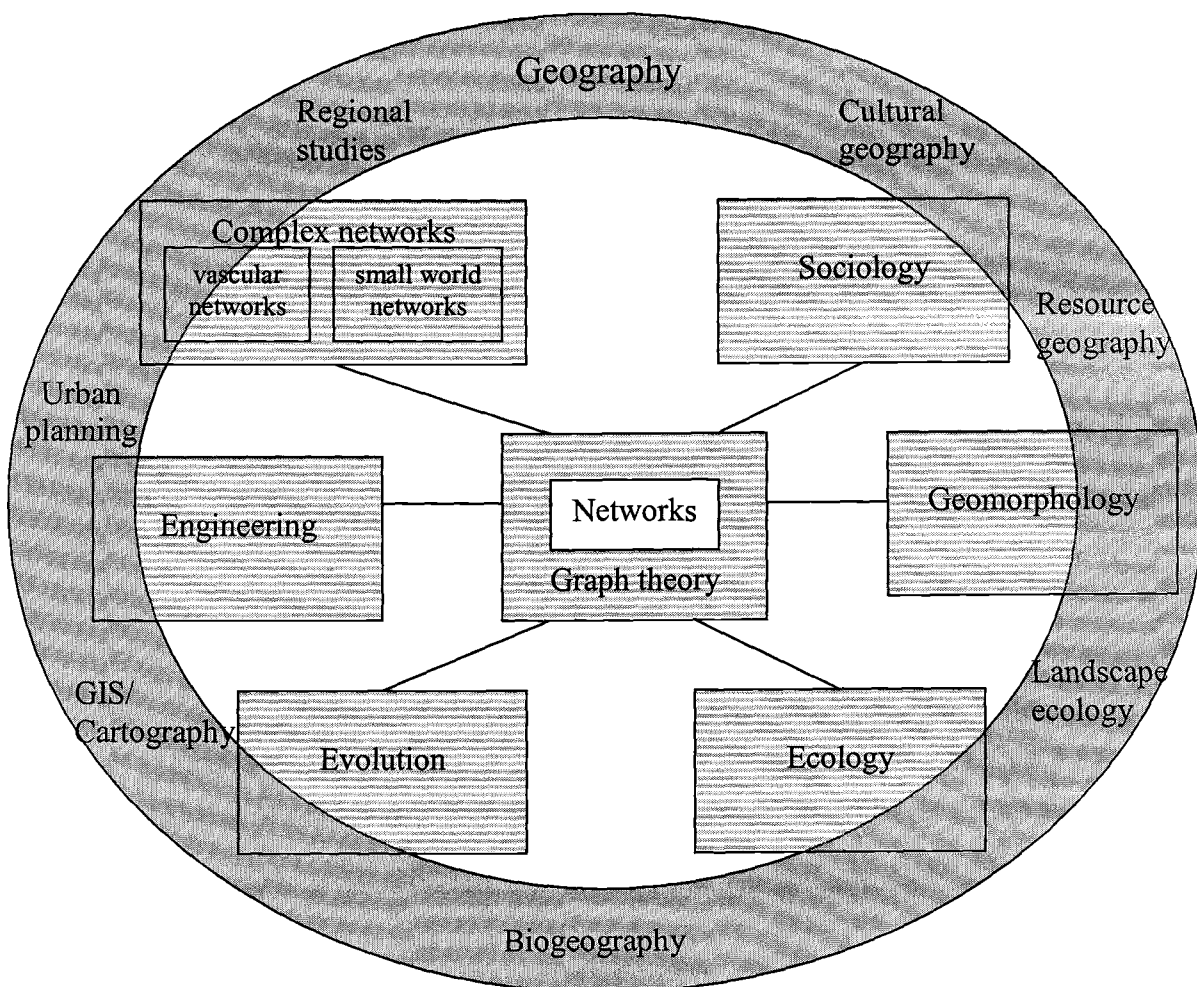 Geography
Regional
studies
Cultural
geography
Complex networks
vascular
networks
small world
networks
Sociology
Resource
geography
Urban
planning
Engineering
Networks
Graph theory
Geomorphology
GIS/
Cartography
Evolution
Ecology
Landscape
ecology
Biogeography